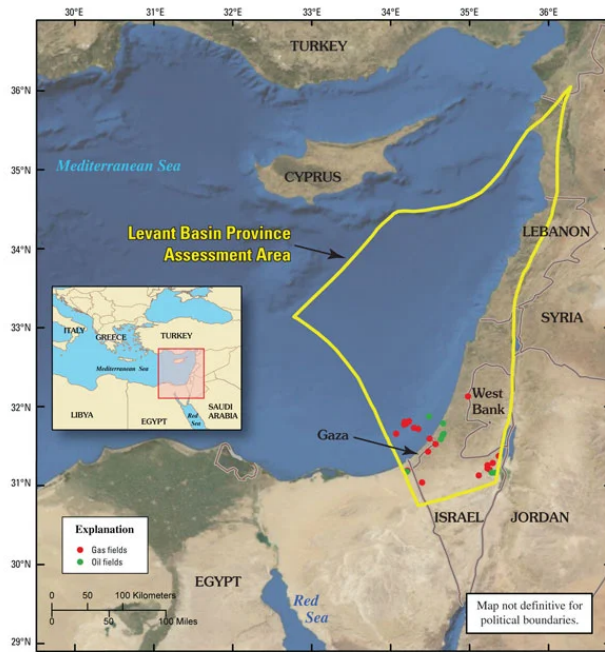 30°E 31°E 32°E 33°E 34°E 35°E 36°E
TURKEY
36°N
35°N
Mediterranean Sea
CYPRUS
Levant Basin Province
Assessment Area
LEBANON
34°N
SYRIA
33°N
ITALY
GREECE
TURKEY
Mediterranean Sea
LIBYA
EGYPT
SAUDI
ARABIA
Red
Sea
32°N
West
Bank
Gaza
31°N
ISRAEL
JORDAN
Explanation
Gas fields
Oil fields
30°N
0 50 100 Kilometers
0 50 100 Miles
EGYPT
Red
Sea
Map not definitive for
political boundaries.
29°N